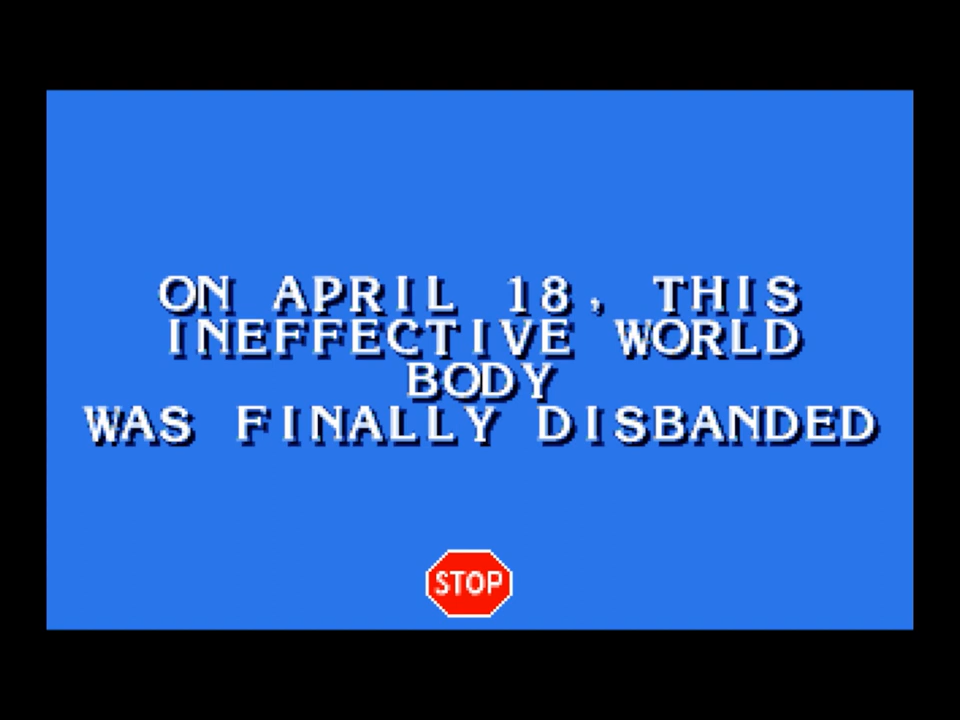 ON APRIL 18, THIS
INEFFECTIVE WORLD
BODY
WAS FINALLY DISBANDED
STOP